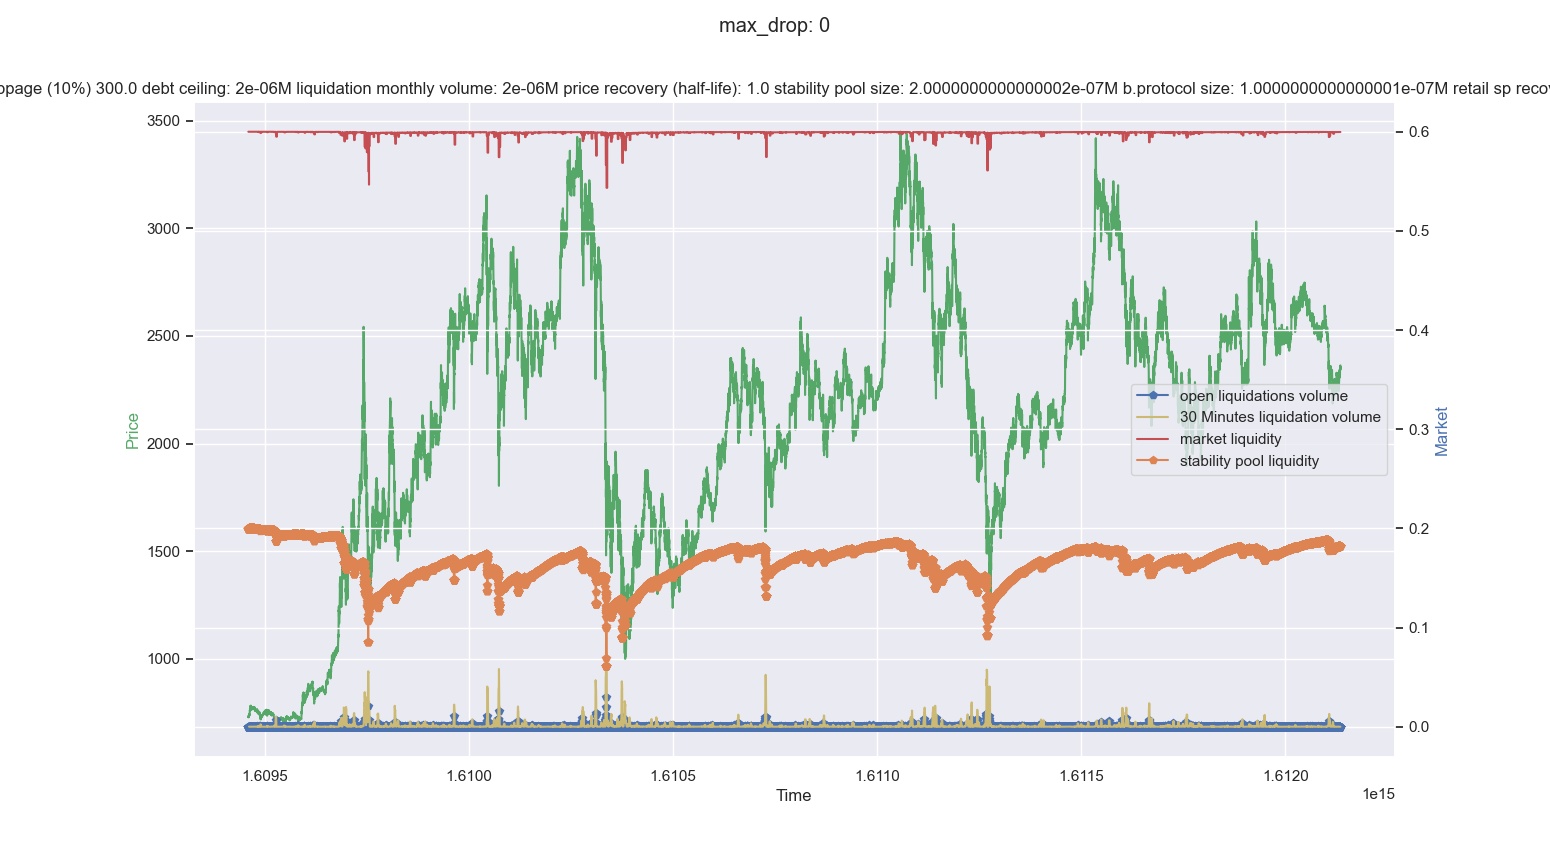 max_drop: 0
(10%) 300.0 debt ceiling: 2e-06M liquidation monthly volume: 2e-06M price recovery (half-life): 1.0 stability pool size: 2.0000000000000002e-07M b.protocol size: 1.0000000000000001e-07M retail sp
3500
3000
2500
2000
1500
1000
Price
0.6
0.5
0.4
0.3
0.2
0.1
0.0
Market
open liquidations volume
30 Minutes liquidation volume
market liquidity
stability pool liquidity
1.6095
1.6100
1.6105
1.6110
1.6115
1.6120
Time
1e15